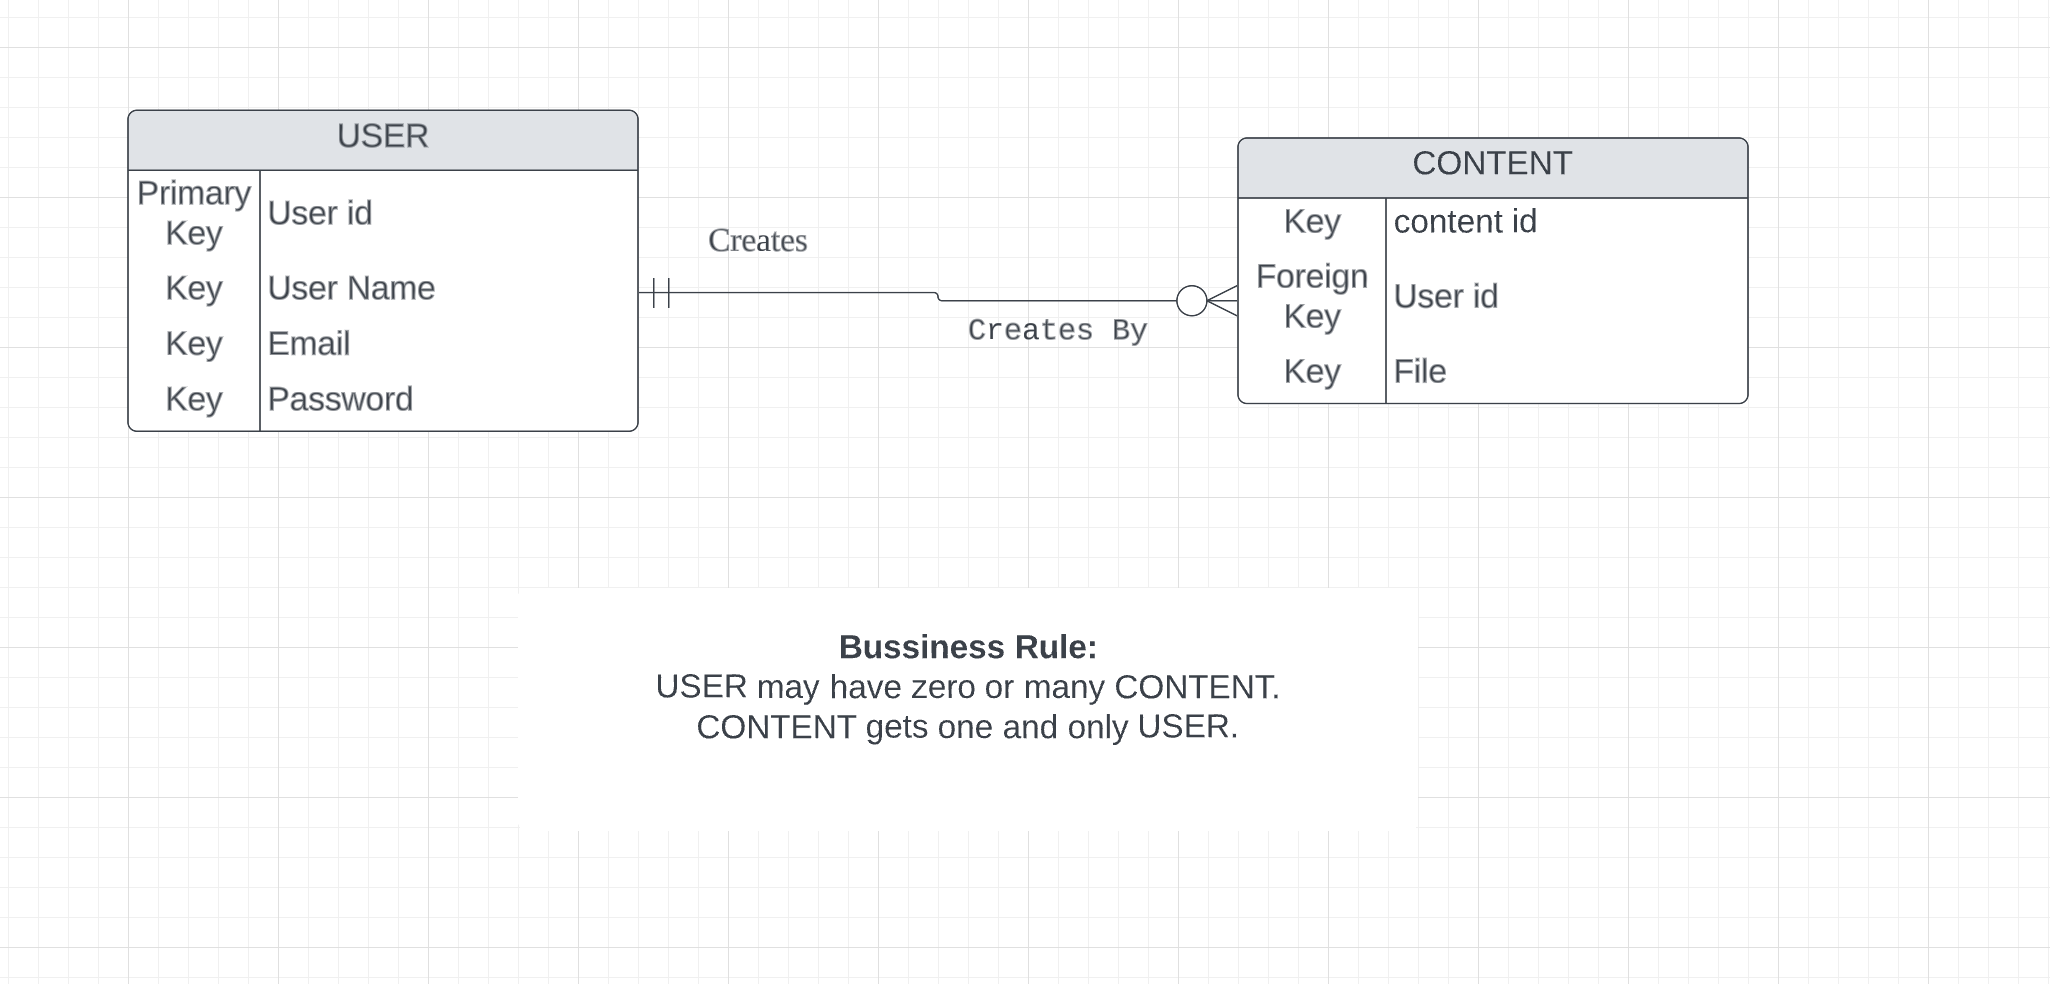 USER
Primary
Key
User id
Key
User Name
Key
Email
Key
Password
Creates
Creates By
CONTENT
Key
content id
Foreign
Key
User id
Key
File
Bussiness Rule:
USER may have zero or many CONTENT.
CONTENT gets one and only USER.